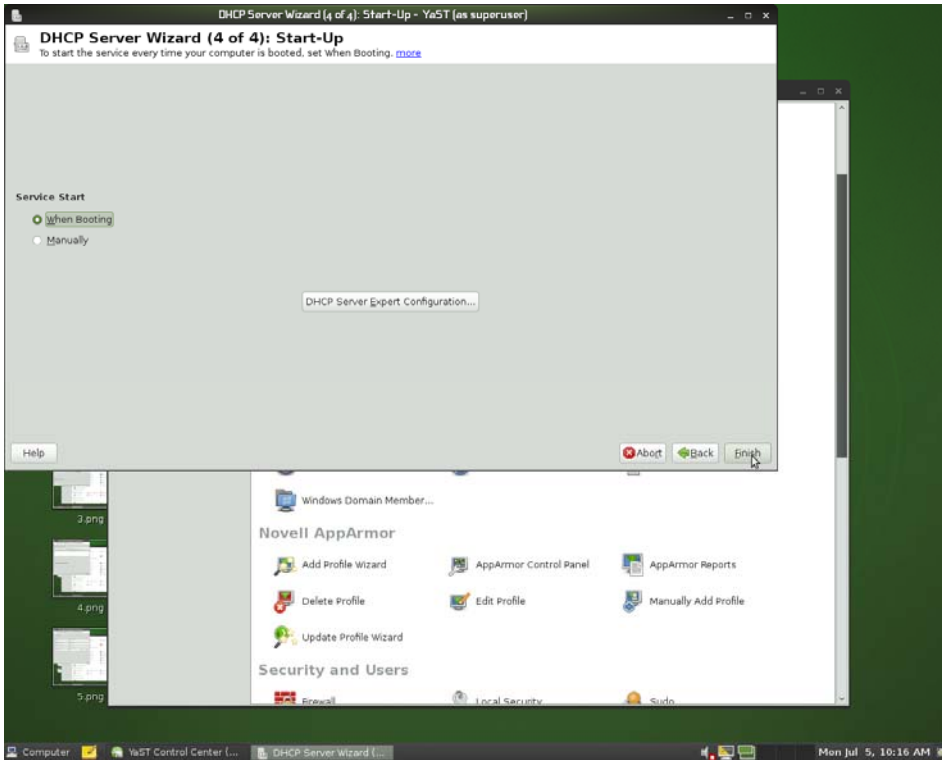 DHCP Server Wizard (4 of 4): Start-Up - YaST (as superuser)
DHCP Server Wizard (4 of 4): Start-Up
To start the service every time your computer is booted, set When Booting. more
Service Start
When Booting
Manually
DHCP Server Expert Configuration...
Help
Abort
Back
Finish
3.png
Windows Domain Member...
Novell AppArmor
Add Profile Wizard
AppArmor Control Panel
AppArmor Reports
4.png
Delete Profile
Edit Profile
Manually Add Profile
Update Profile Wizard
Security and Users
5.png
Firewall
Local Security
Sudo
Computer
YaST Control Center (...
DHCP Server Wizard (...
Mon Jul 5, 10:16 AM